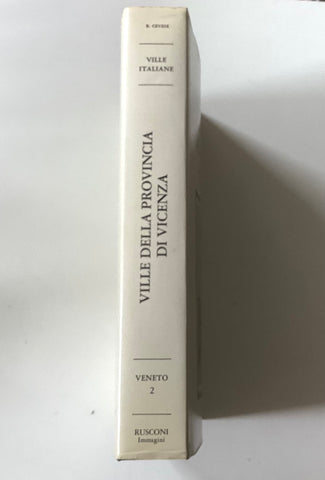 R. CEVESE
VILLE
ITALIANE
VILLE DELLA PROVINCIA
DI VICENZA
VENETO
2
RUSCONI
Immagini